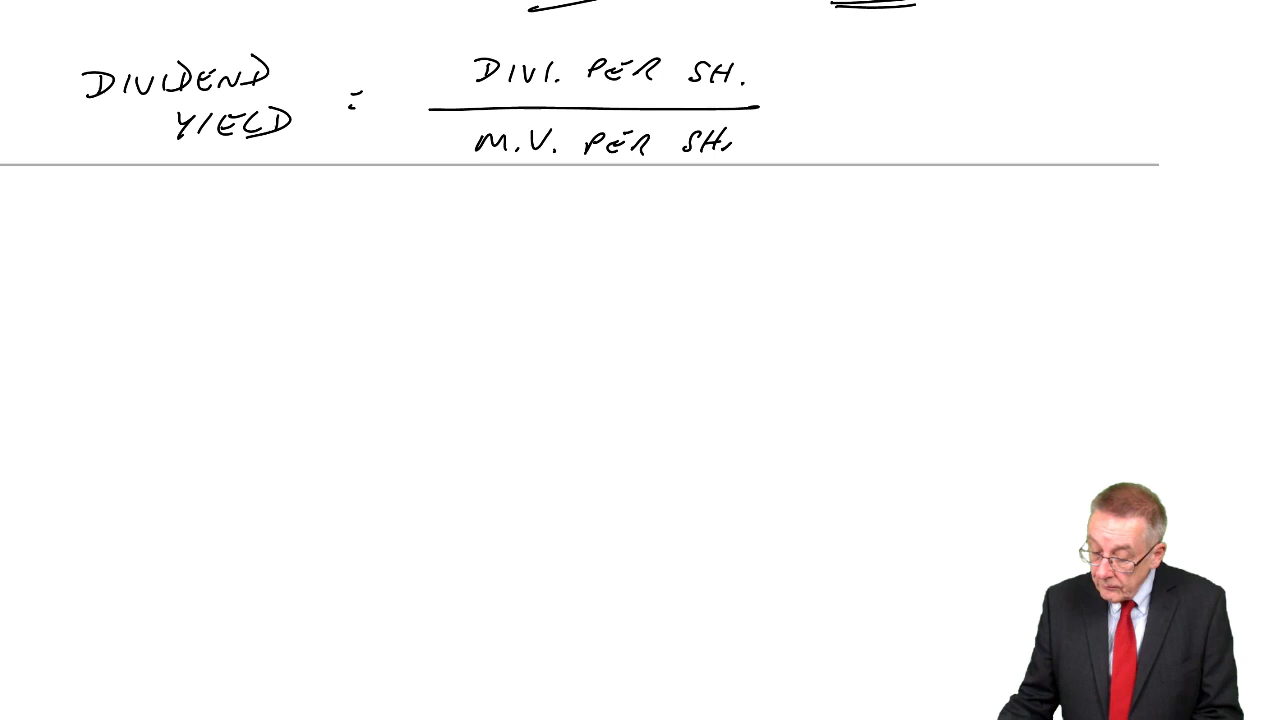 DIVIDEND
YIELD : DIVI. PER SH.
M.V. PER SH.